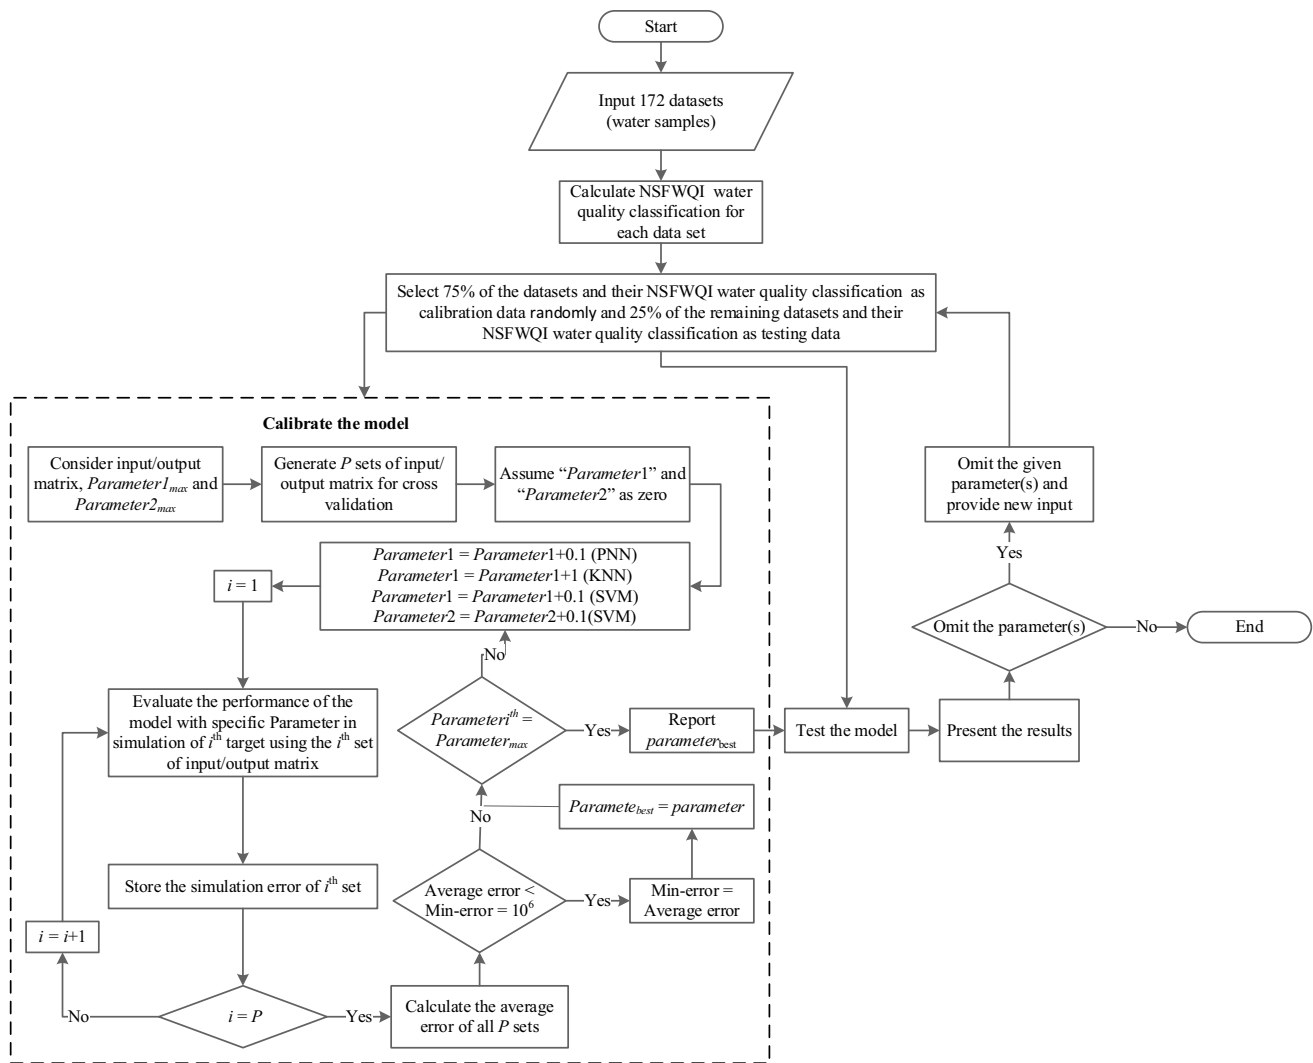 Start
Input 172 datasets
(water samples)
Calculate NSFWQI water
quality classification for
each data set
Select 75% of the datasets and their NSFWQI water quality classification as
calibration data randomly and 25% of the remaining datasets and their
NSFWQI water quality classification as testing data
Calibrate the model
Consider input/output
matrix, Parameter1max and
Parameter2max
Generate P sets of input/
output matrix for cross
validation
Assume “Parameter1” and
“Parameter2” as zero
Parameter1 = Parameter1+0.1 (PNN)
Parameter1 = Parameter1+1 (KNN)
Parameter1 = Parameter1+0.1 (SVM)
Parameter2 = Parameter2+0.1(SVM)
i = 1
Evaluate the performance of the
model with specific Parameter in
simulation of ith target using the ith set
of input/output matrix
Store the simulation error of ith set
i = i+1
i = P
No
Yes
Calculate the average
error of all P sets
Average error <
Min-error = 10^6
Yes
Min-error =
Average error
Paramete best = parameter
No
Parameterith =
Parametermax
No
Yes
Report
parameterbest
Test the model
Present the results
Omit the parameter(s)
No
End
Yes
Omit the given
parameter(s) and
provide new input